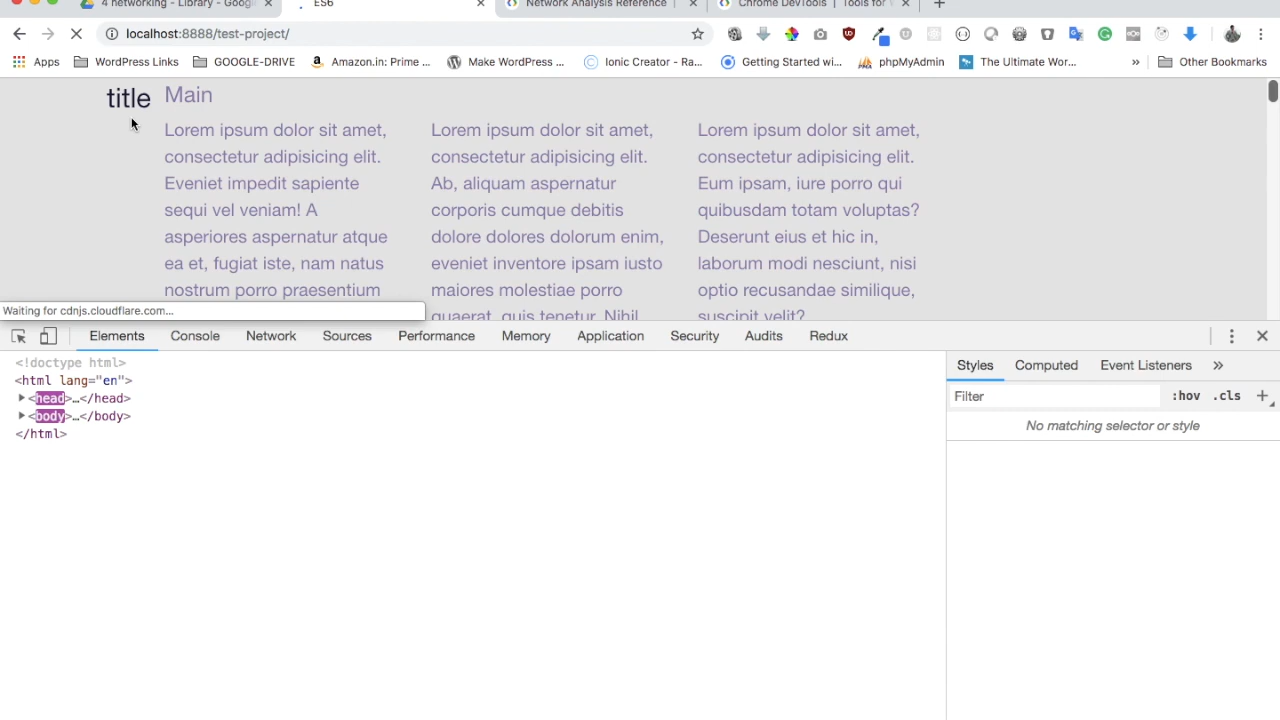 4 networking - Library - Google
ES6
Network Analysis Reference
Chrome DevTools | Tools for
localhost:8888/test-project/
Apps
WordPress Links
GOOGLE-DRIVE
Amazon.in: Prime ...
Make WordPress ...
Ionic Creator - Ra...
Getting Started wi...
phpMyAdmin
The Ultimate Wor...
»
Other Bookmarks
title
Main
Lorem ipsum dolor sit amet,
consectetur adipisicing elit.
Eveniet impedit sapiente
sequi vel veniam! A
asperiores aspernatur atque
ea et, fugiat iste, nam natus
nostrum porro praesentium
Lorem ipsum dolor sit amet,
consectetur adipisicing elit.
Ab, aliquam aspernatur
corporis cumque debitis
dolore dolores dolorum enim,
eveniet inventore ipsam iusto
maiores molestiae porro
quaerat, quis tenetur. Nihil
Lorem ipsum dolor sit amet,
consectetur adipisicing elit.
Eum ipsam, iure porro qui
quibusdam totam voluptas?
Deserunt eius et hic in,
laborum modi nesciunt, nisi
optio recusandae similique,
suscipit velit?
Waiting for cdnjs.cloudflare.com...
Elements
Console
Network
Sources
Performance
Memory
Application
Security
Audits
Redux
<!doctype html>
<html lang="en">
<head>…</head>
<body>…</body>
</html>
Styles
Computed
Event Listeners
»
Filter
:hov
.cls
+
No matching selector or style